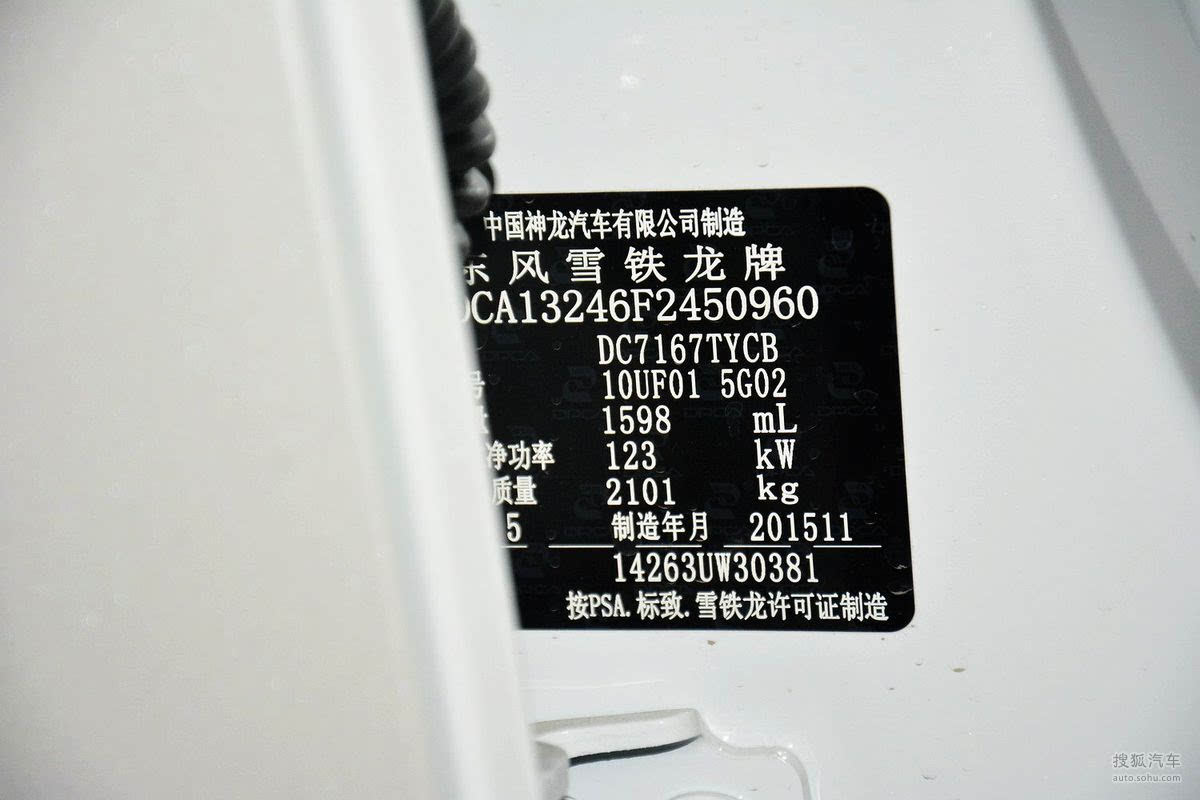 中国神龙汽车有限公司制造
东风雪铁龙牌
DCA13246F2450960
DC7167TYCB
号 10UF01 5G02
1598 mL
净功率 123 kW
质量 2101 kg
5 制造年月 201511
14263UW30381
按PSA.标致.雪铁龙许可证制造
搜狐汽车
auto.sohu.com